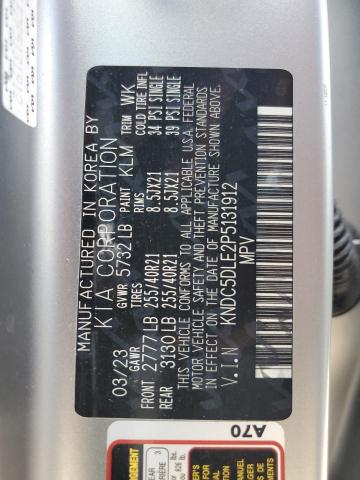 MANUFACTURED IN KOREA BY
KIA CORPORATION
03/23 GVWR 5732 LB PAINT KLM TRIM WK
GAWR TIRES RIMS COLD TIRE INFL
FRONT 2777 LB 255/40R21 8.5JX21 34 PSI SINGLE
REAR 3130 LB 255/40R21 8.5JX21 39 PSI SINGLE
THIS VEHICLE CONFORMS TO ALL APPLICABLE U.S.A. FEDERAL
MOTOR VEHICLE SAFETY, BUMPER, AND THEFT PREVENTION STANDARDS
IN EFFECT ON THE DATE OF MANUFACTURE SHOWN ABOVE.
V.I.N KNDC5DLE2P5131912
MPV
A70